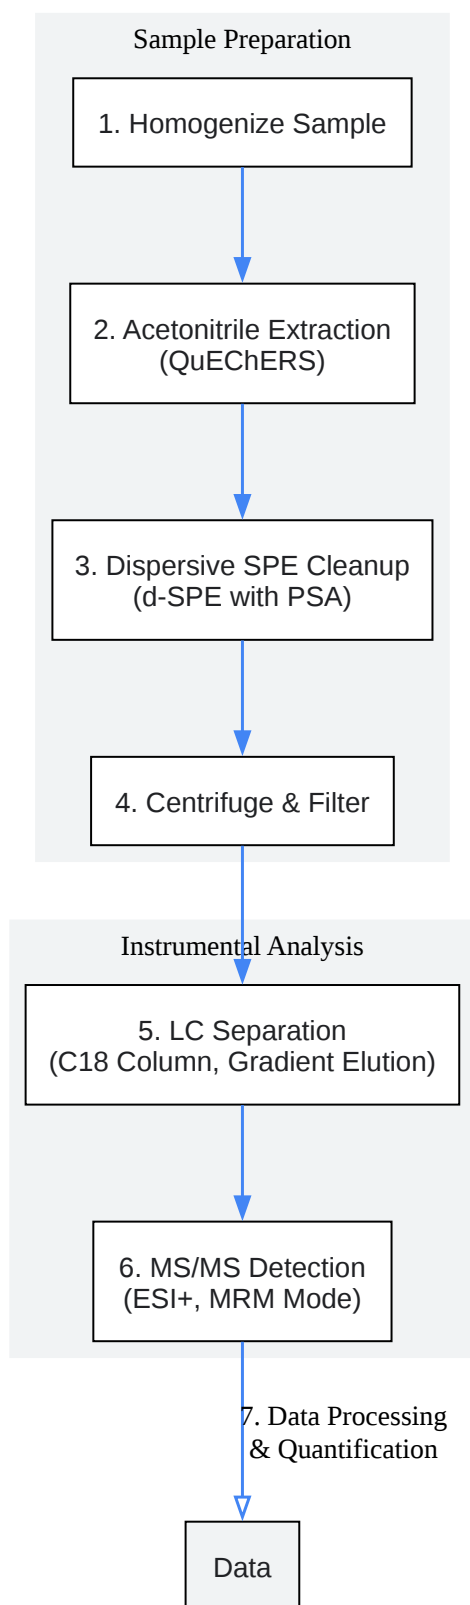 Sample Preparation
1. Homogenize Sample
2. Acetonitrile Extraction
(QuEChERS)
3. Dispersive SPE Cleanup
(d-SPE with PSA)
4. Centrifuge & Filter
Instrumental Analysis
5. LC Separation
(C18 Column, Gradient Elution)
6. MS/MS Detection
(ESI+, MRM Mode)
7. Data Processing
& Quantification
Data